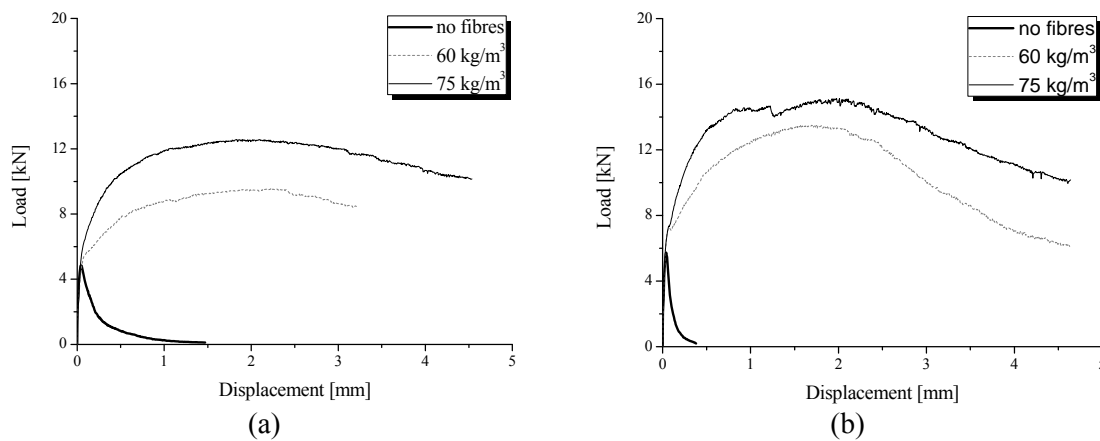 20
16
12
8
4
0
Load [kN]
no fibres
60 kg/m³
75 kg/m³
0 1 2 3 4 5
Displacement [mm]
(a)
20
16
12
8
4
0
Load [kN]
no fibres
60 kg/m³
75 kg/m³
0 1 2 3 4 5
Displacement [mm]
(b)